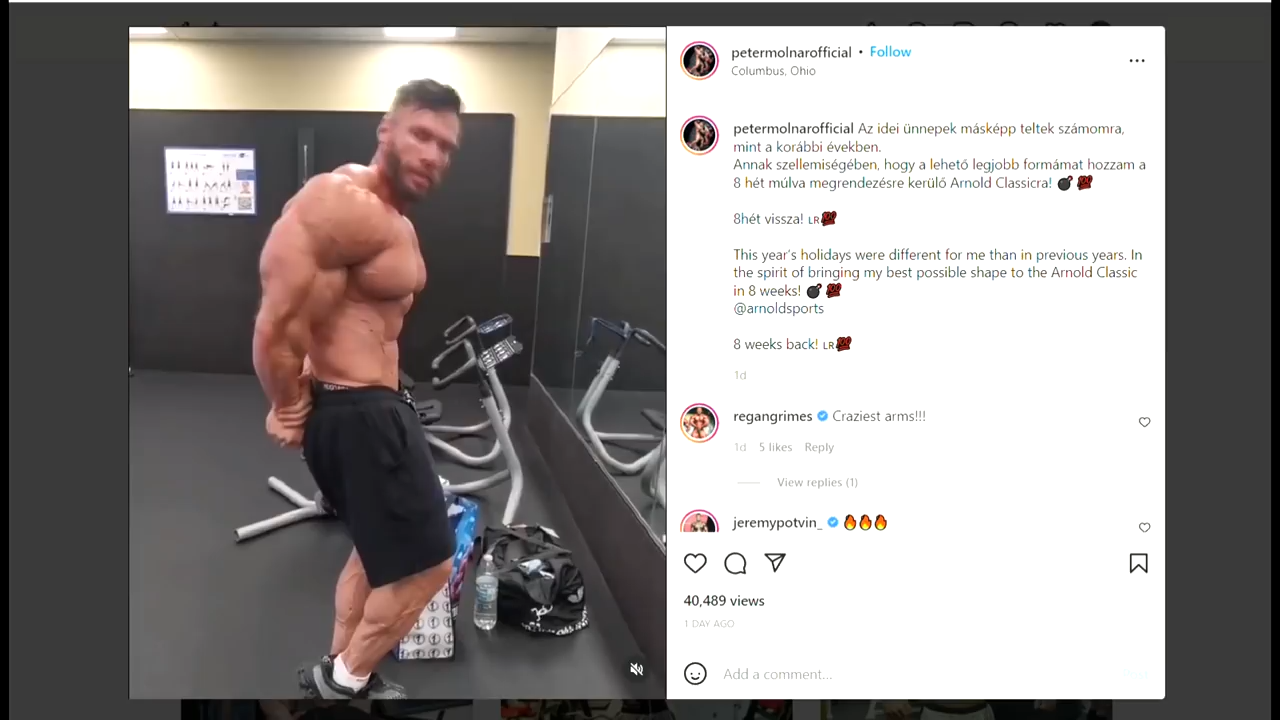 petermolnarofficial • Follow
Columbus, Ohio
petermolnarofficial Az idei ünnepek másképp teltek számomra,
mint a korábbi években.
Annak szellemiségében, hogy a lehető legjobb formámat hozzam a
8 hét múlva megrendezésre kerülő Arnold Classicra! 💣 💯
8hét vissza! LR💯
This year's holidays were different for me than in previous years. In
the spirit of bringing my best possible shape to the Arnold Classic
in 8 weeks! 💣 💯
@arnoldsports
8 weeks back! LR💯
1d
regangrimes Craziest arms!!!
1d 5 likes Reply
View replies (1)
jeremypotvin_ 🔥🔥🔥
40,489 views
1 DAY AGO
Add a comment...